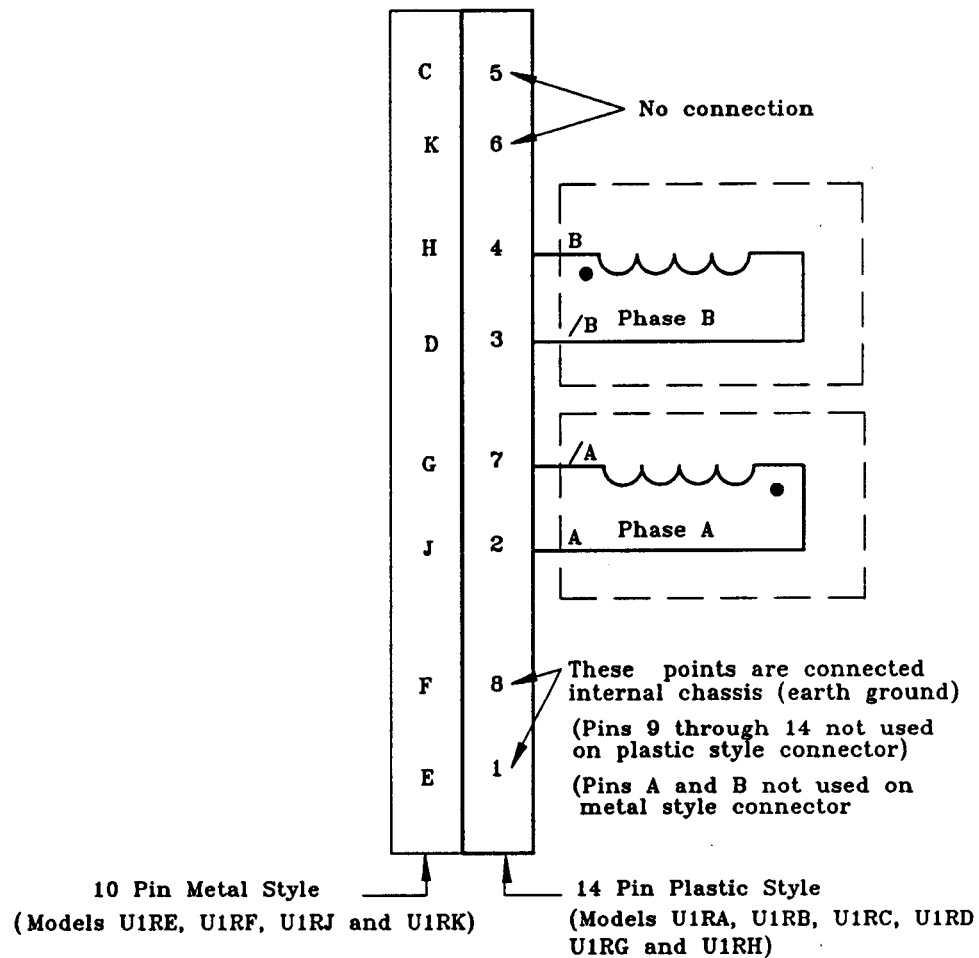 C 5
No connection
K 6
H 4 B
/B Phase B
D 3
G 7 /A
Phase A
J 2 A
F 8
These points are connected
internal chassis (earth ground)
(Pins 9 through 14 not used
on plastic style connector)
E 1
(Pins A and B not used on
metal style connector
10 Pin Metal Style
(Models U1RE, U1RF, U1RJ and U1RK)
14 Pin Plastic Style
(Models U1RA, U1RB, U1RC, U1RD
U1RG and U1RH)